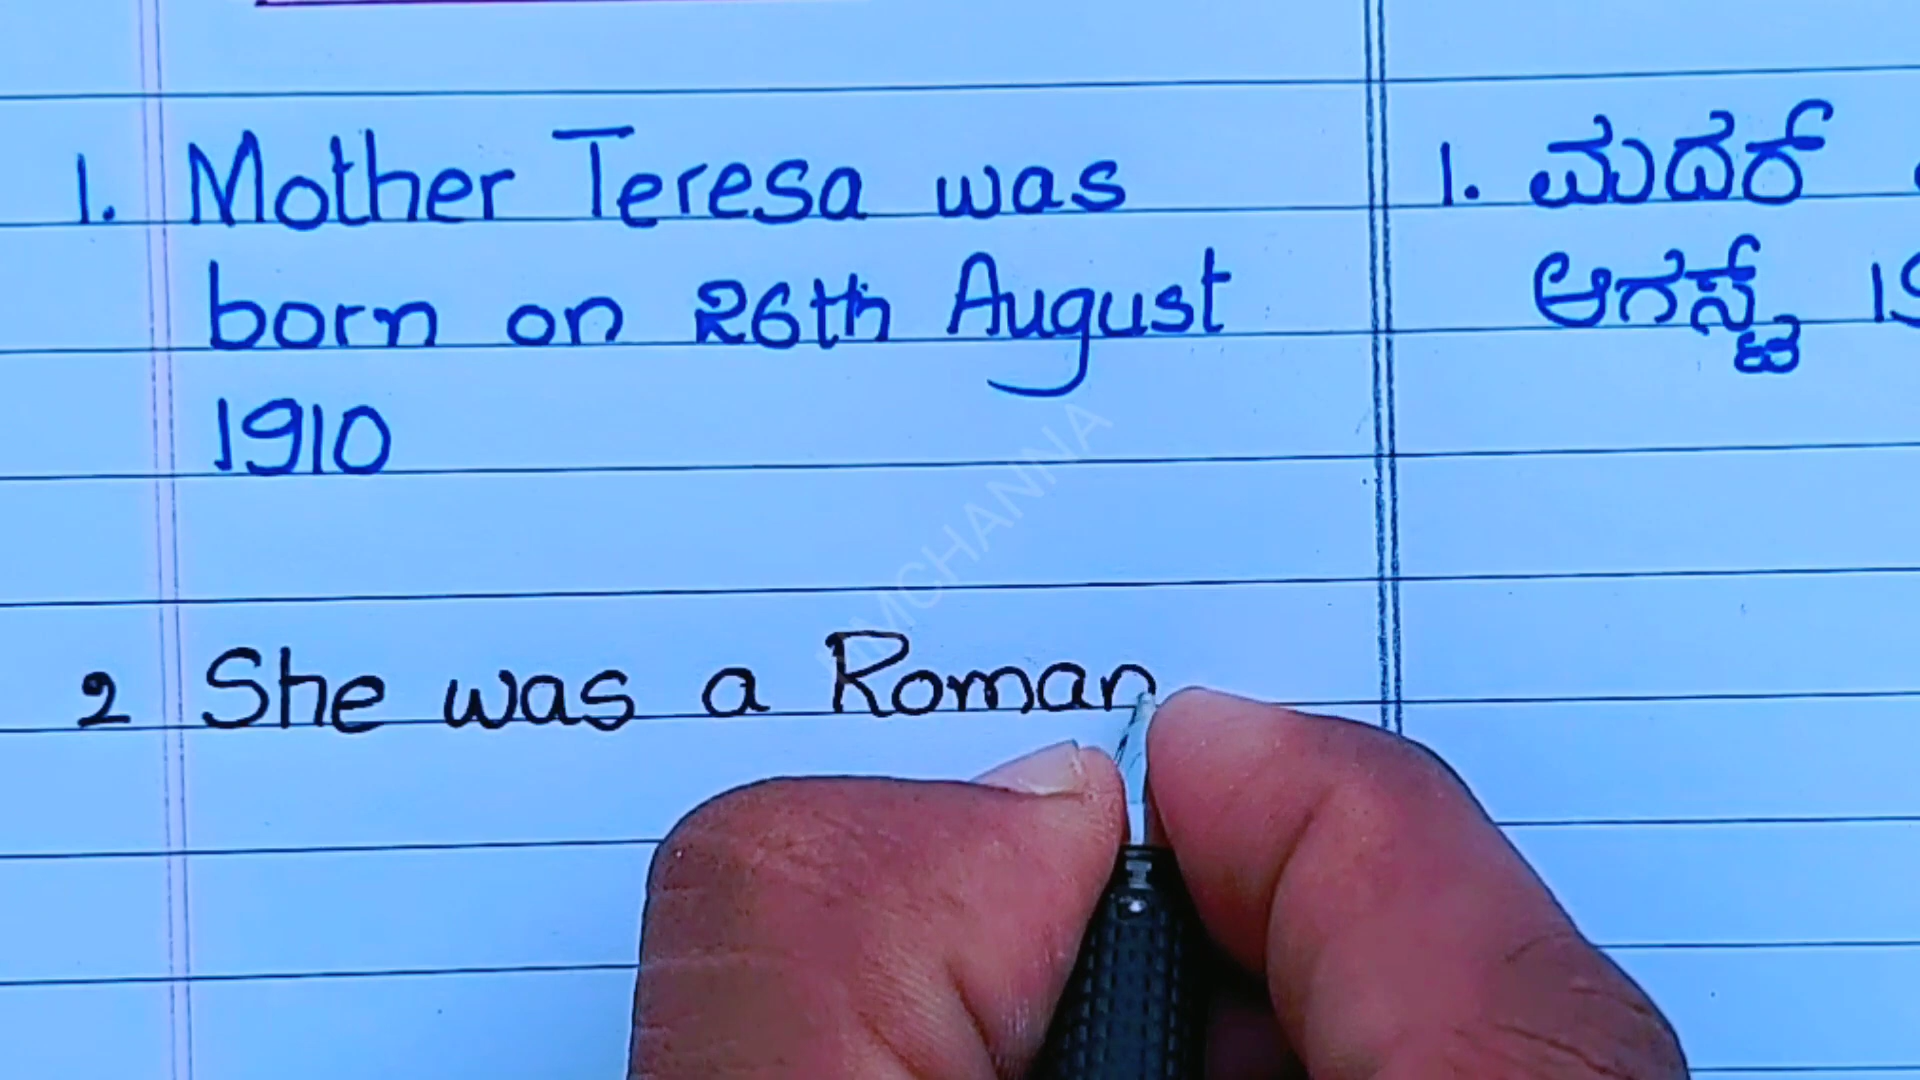 1. Mother Teresa was
born on 26th August
1910
2 She was a Roman
1. ಮದರ್
ಆಗಸ್ಟ್